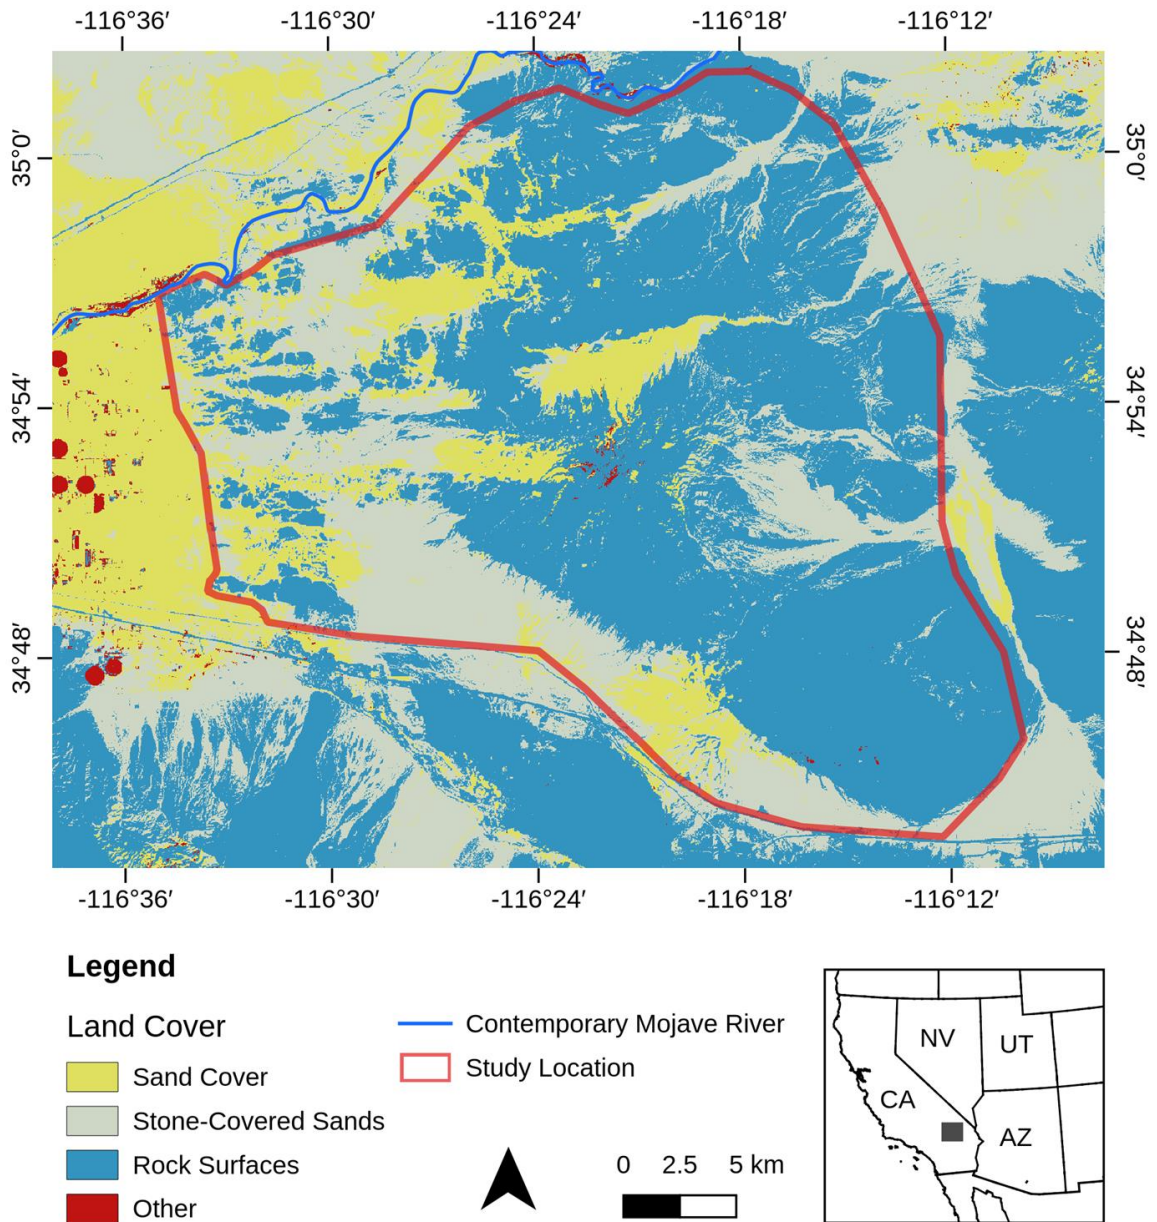 -116°36′ -116°30′ -116°24′ -116°18′ -116°12′
35°0′ 35°0′
34°54′ 34°54′
34°48′ 34°48′
-116°36′ -116°30′ -116°24′ -116°18′ -116°12′
Legend
Land Cover
Sand Cover
Stone-Covered Sands
Rock Surfaces
Other
Contemporary Mojave River
Study Location
0 2.5 5 km
NV
UT
CA
AZ